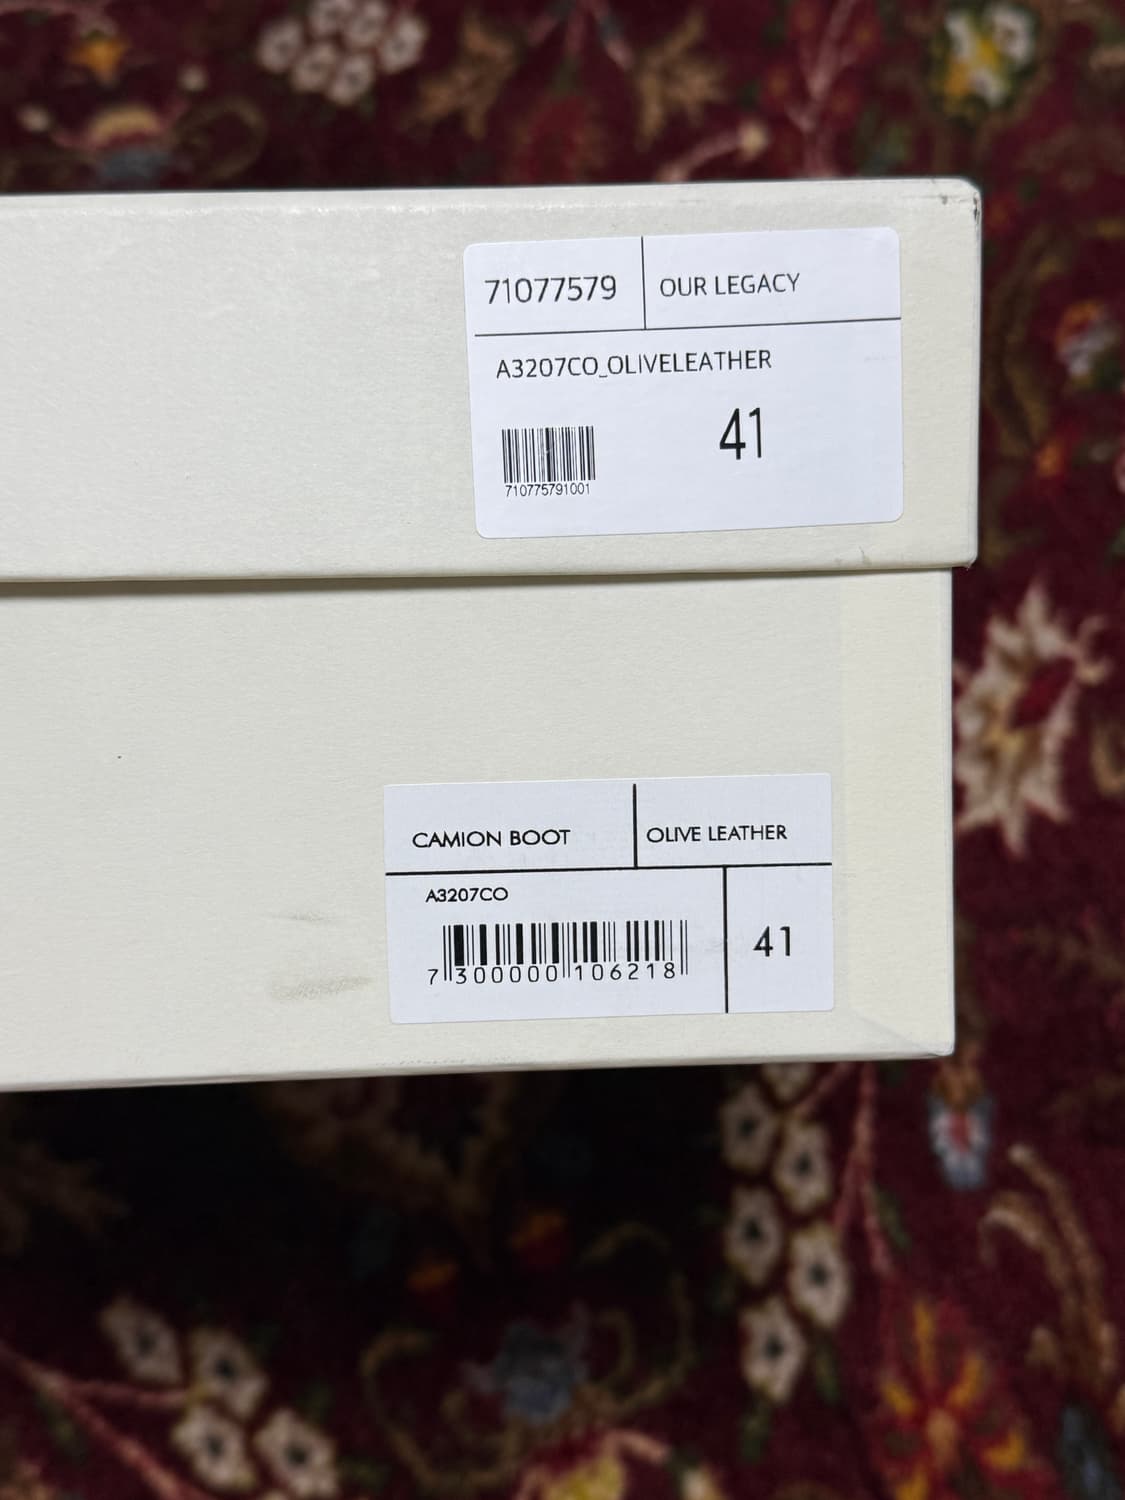 71077579
OUR LEGACY
A3207CO_OLIVELEATHER
41
710775791001
CAMION BOOT
OLIVE LEATHER
A3207CO
7 300000 106218
41